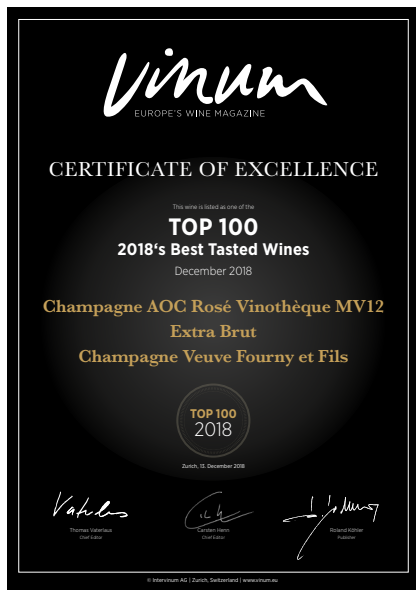 Vinum
EUROPE'S WINE MAGAZINE
CERTIFICATE OF EXCELLENCE
This wine is listed as one of the
TOP 100
2018‘s Best Tasted Wines
December 2018
Champagne AOC Rosé Vinothèque MV12
Extra Brut
Champagne Veuve Fourny et Fils
TOP 100
2018
Zurich, 13. December 2018
Thomas Vaterlaus
Chief Editor
Carsten Henn
Chief Editor
Roland Köhler
Publisher
© Intervinum AG | Zurich, Switzerland | www.vinum.eu